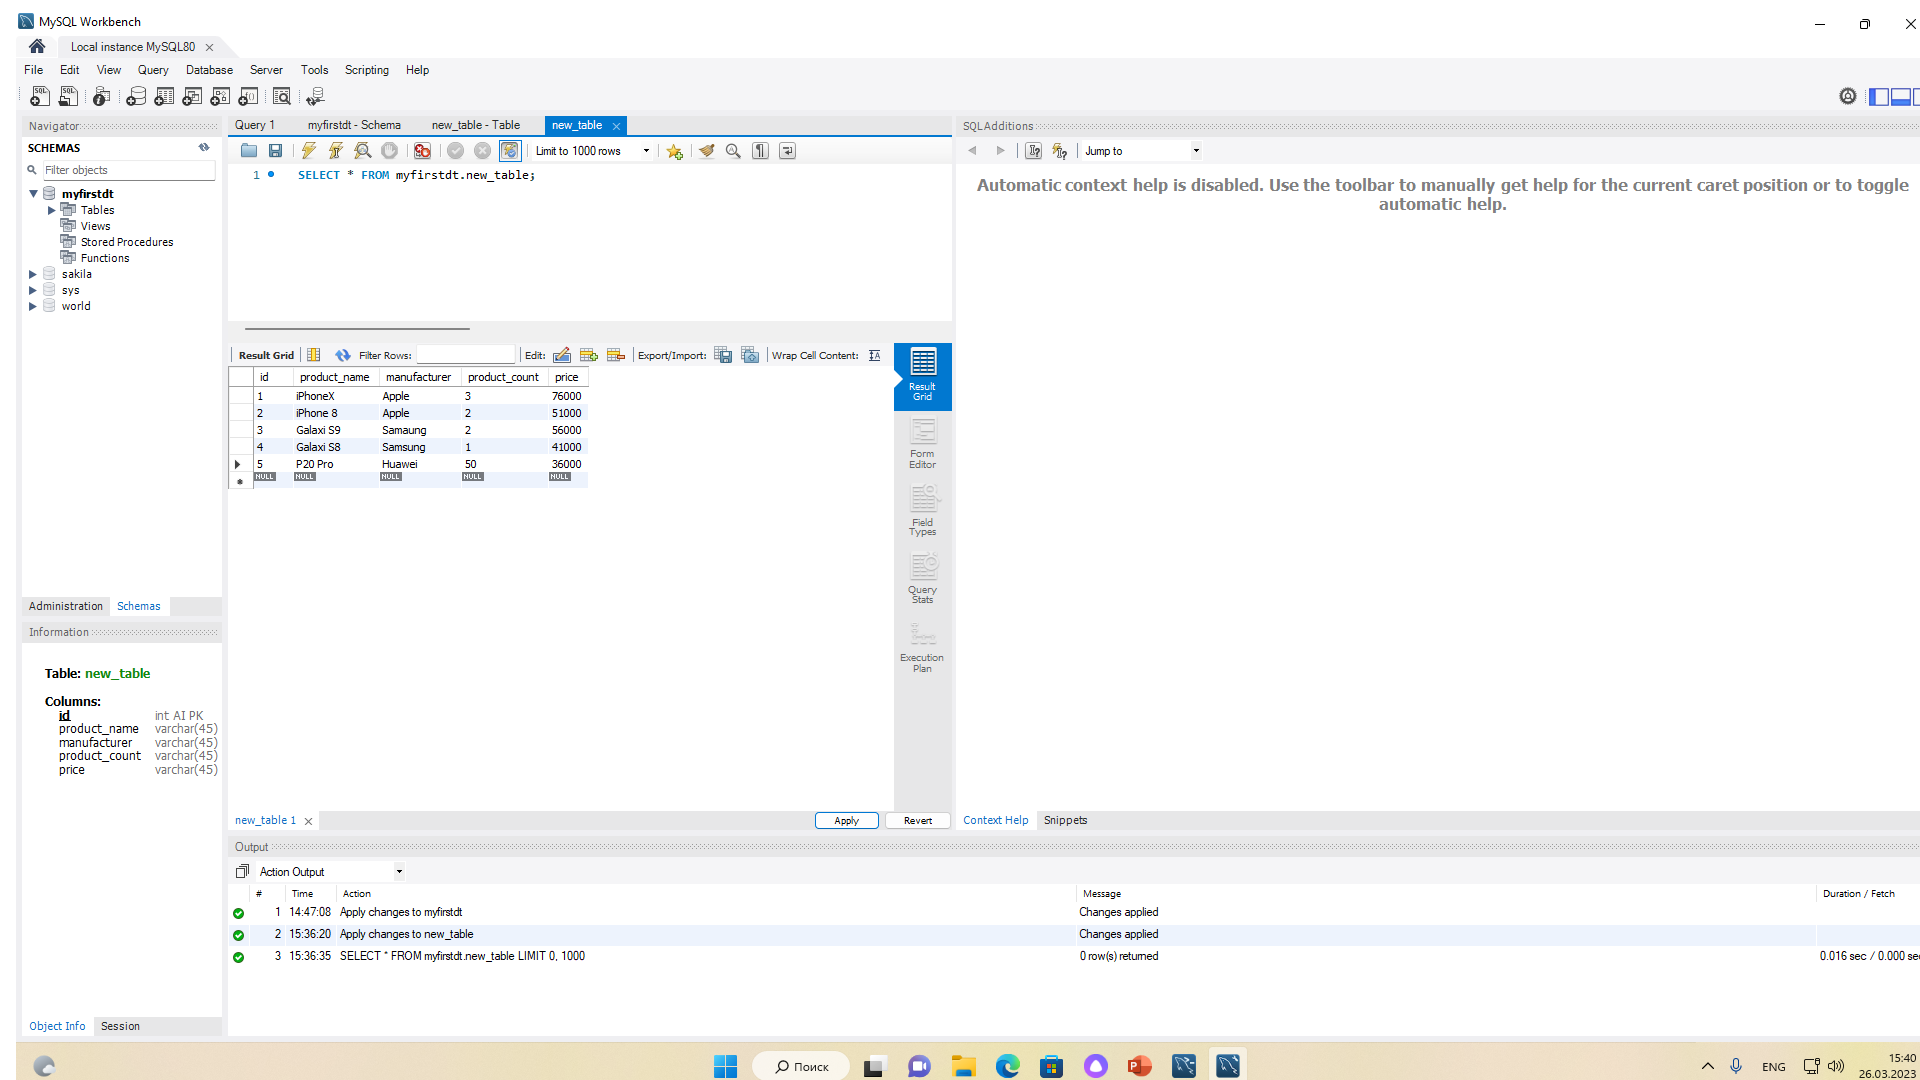 MySQL Workbench
Local instance MySQL80
File Edit View Query Database Server Tools Scripting Help
Navigator
SCHEMAS
Filter objects
myfirstdt
Tables
Views
Stored Procedures
Functions
sakila
sys
world
Administration Schemas
Information
Table: new_table
Columns:
id int AI PK
product_name varchar(45)
manufacturer varchar(45)
product_count varchar(45)
price varchar(45)
Object Info Session
Query 1 myfirstdt - Schema new_table - Table new_table
Limit to 1000 rows
1 SELECT * FROM myfirstdt.new_table;
Result Grid Filter Rows: Edit: Export/Import: Wrap Cell Content:
id product_name manufacturer product_count price
1 iPhoneX Apple 3 76000
2 iPhone 8 Apple 2 51000
3 Galaxi S9 Samaung 2 56000
4 Galaxi S8 Samsung 1 41000
5 P20 Pro Huawei 50 36000
NULL NULL NULL NULL NULL
Result
Grid
Form
Editor
Field
Types
Query
Stats
Execution
Plan
new_table 1 Apply Revert
SQLAdditions
Jump to
Automatic context help is disabled. Use the toolbar to manually get help for the current caret position or to toggle
automatic help.
Context Help Snippets
Output
Action Output
# Time Action Message Duration / Fetch
1 14:47:08 Apply changes to myfirstdt Changes applied
2 15:36:20 Apply changes to new_table Changes applied
3 15:36:35 SELECT * FROM myfirstdt.new_table LIMIT 0, 1000 0 row(s) returned 0.016 sec / 0.000 sec
Поиск
ENG
15:40
26.03.2023